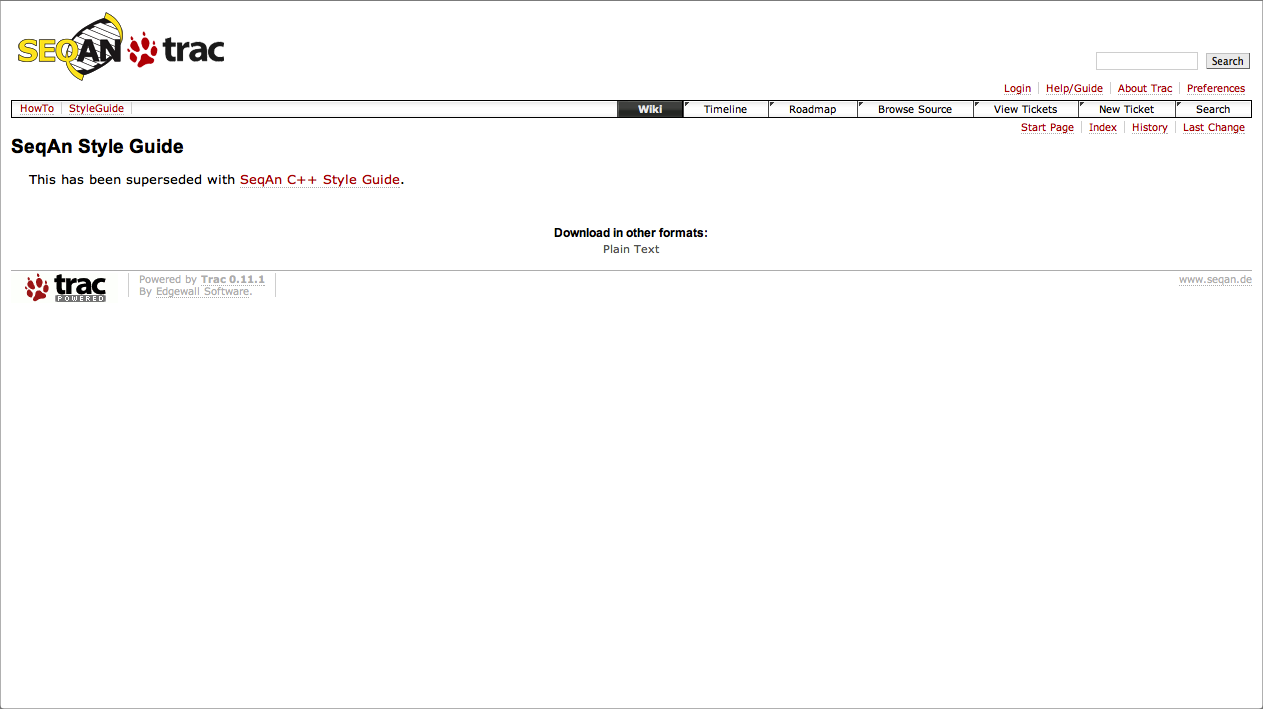 SEQAN trac
Search
Login Help/Guide About Trac Preferences
HowTo StyleGuide Wiki Timeline Roadmap Browse Source View Tickets New Ticket Search
Start Page Index History Last Change
SeqAn Style Guide
This has been superseded with SeqAn C++ Style Guide.
Download in other formats:
Plain Text
trac POWERED
Powered by Trac 0.11.1
By Edgewall Software.
www.seqan.de